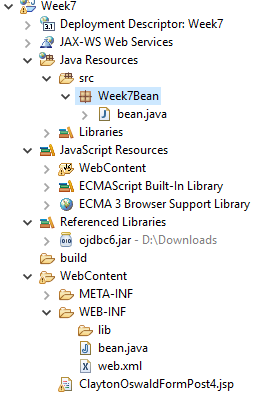 Week7
Deployment Descriptor: Week7
JAX-WS Web Services
Java Resources
src
Week7Bean
bean.java
Libraries
JavaScript Resources
WebContent
ECMAScript Built-In Library
ECMA 3 Browser Support Library
Referenced Libraries
ojdbc6.jar - D:\Downloads
build
WebContent
META-INF
WEB-INF
lib
bean.java
web.xml
ClaytonOswaldFormPost4.jsp